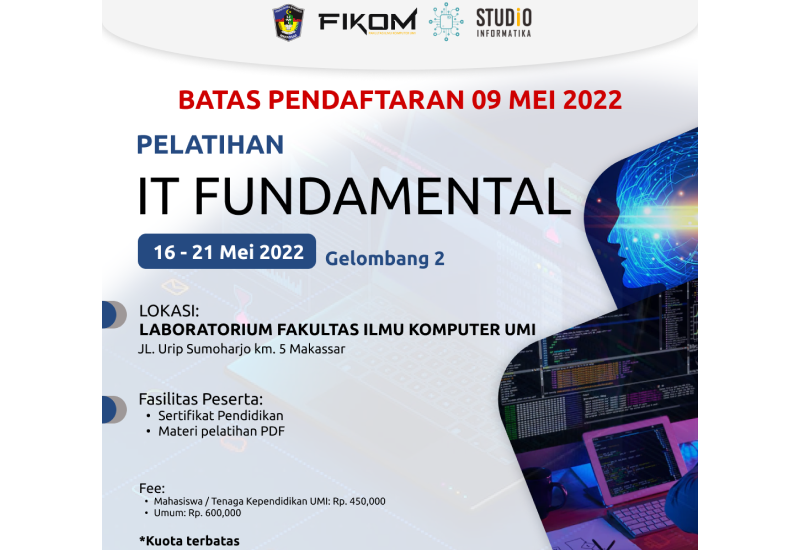 FIKOM
STUDIO
INFORMATIKA
BATAS PENDAFTARAN 09 MEI 2022
PELATIHAN
IT FUNDAMENTAL
16 - 21 Mei 2022 Gelombang 2
LOKASI:
LABORATORIUM FAKULTAS ILMU KOMPUTER UMI
JL. Urip Sumoharjo km. 5 Makassar
Fasilitas Peserta:
• Sertifikat Pendidikan
• Materi pelatihan PDF
Fee:
• Mahasiswa / Tenaga Kependidikan UMI: Rp. 450,000
• Umum: Rp. 600,000
*Kuota terbatas